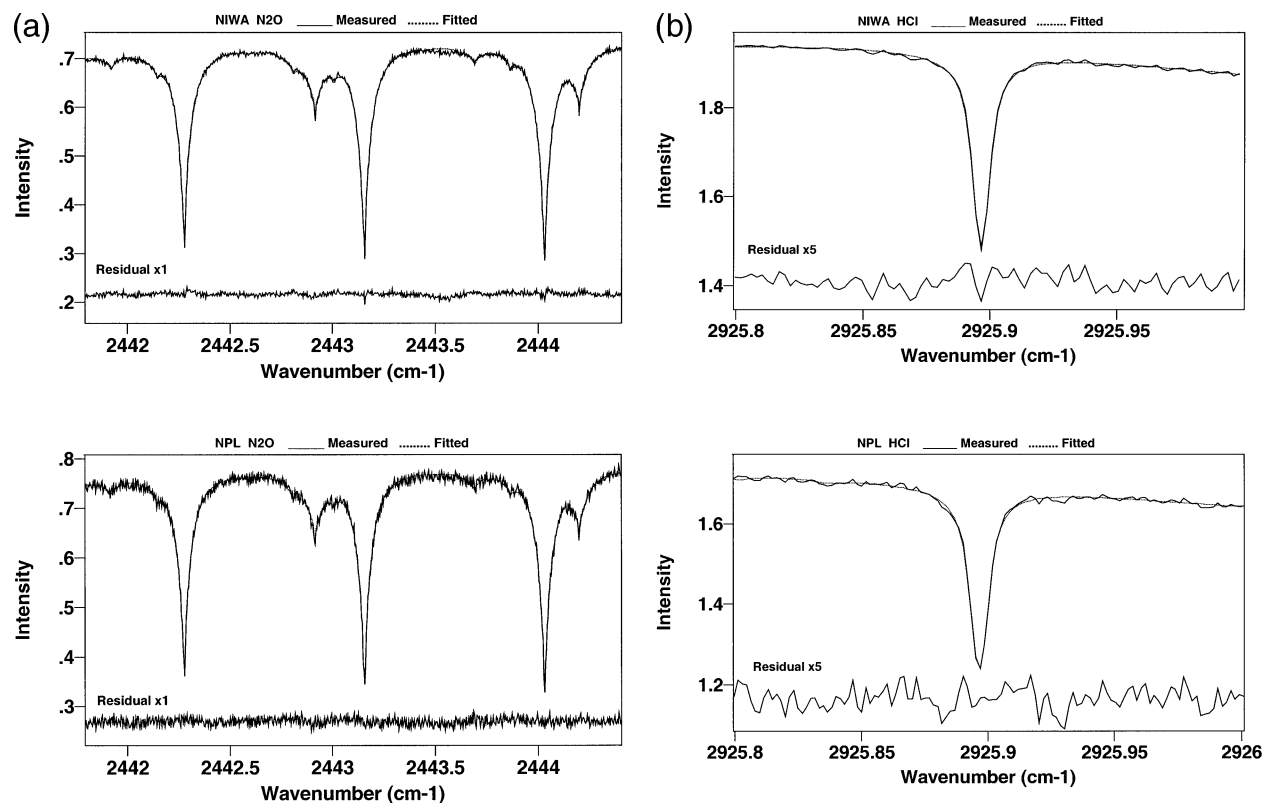 (a)
NIWA N2O ______ Measured ......... Fitted
.7
.6
.5
.4
.3
.2
Intensity
Residual x1
2442 2442.5 2443 2443.5 2444
Wavenumber (cm-1)
(b)
NIWA HCl ______ Measured ......... Fitted
1.8
1.6
1.4
Intensity
Residual x5
2925.8 2925.85 2925.9 2925.95
Wavenumber (cm-1)
NPL N2O ______ Measured ......... Fitted
.8
.7
.6
.5
.4
.3
Intensity
Residual x1
2442 2442.5 2443 2443.5 2444
Wavenumber (cm-1)
NPL HCl ______ Measured ......... Fitted
1.6
1.4
1.2
Intensity
Residual x5
2925.8 2925.85 2925.9 2925.95 2926
Wavenumber (cm-1)